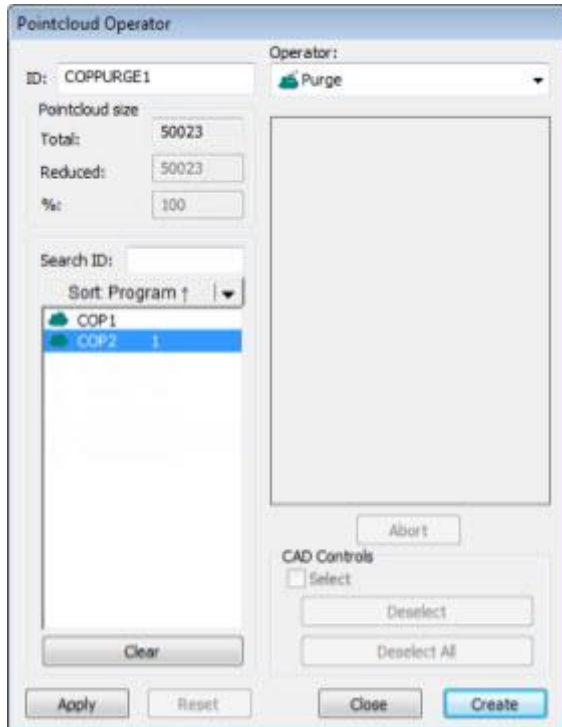 Pointcloud Operator
ID: COPPURGE1
Operator:
Purge
Pointcloud size
Total: 50023
Reduced: 50023
%: 100
Search ID:
Sort: Program ↑
COP1
COP2 1
Clear
Abort
CAD Controls
Select
Deselect
Deselect All
Apply
Reset
Close
Create